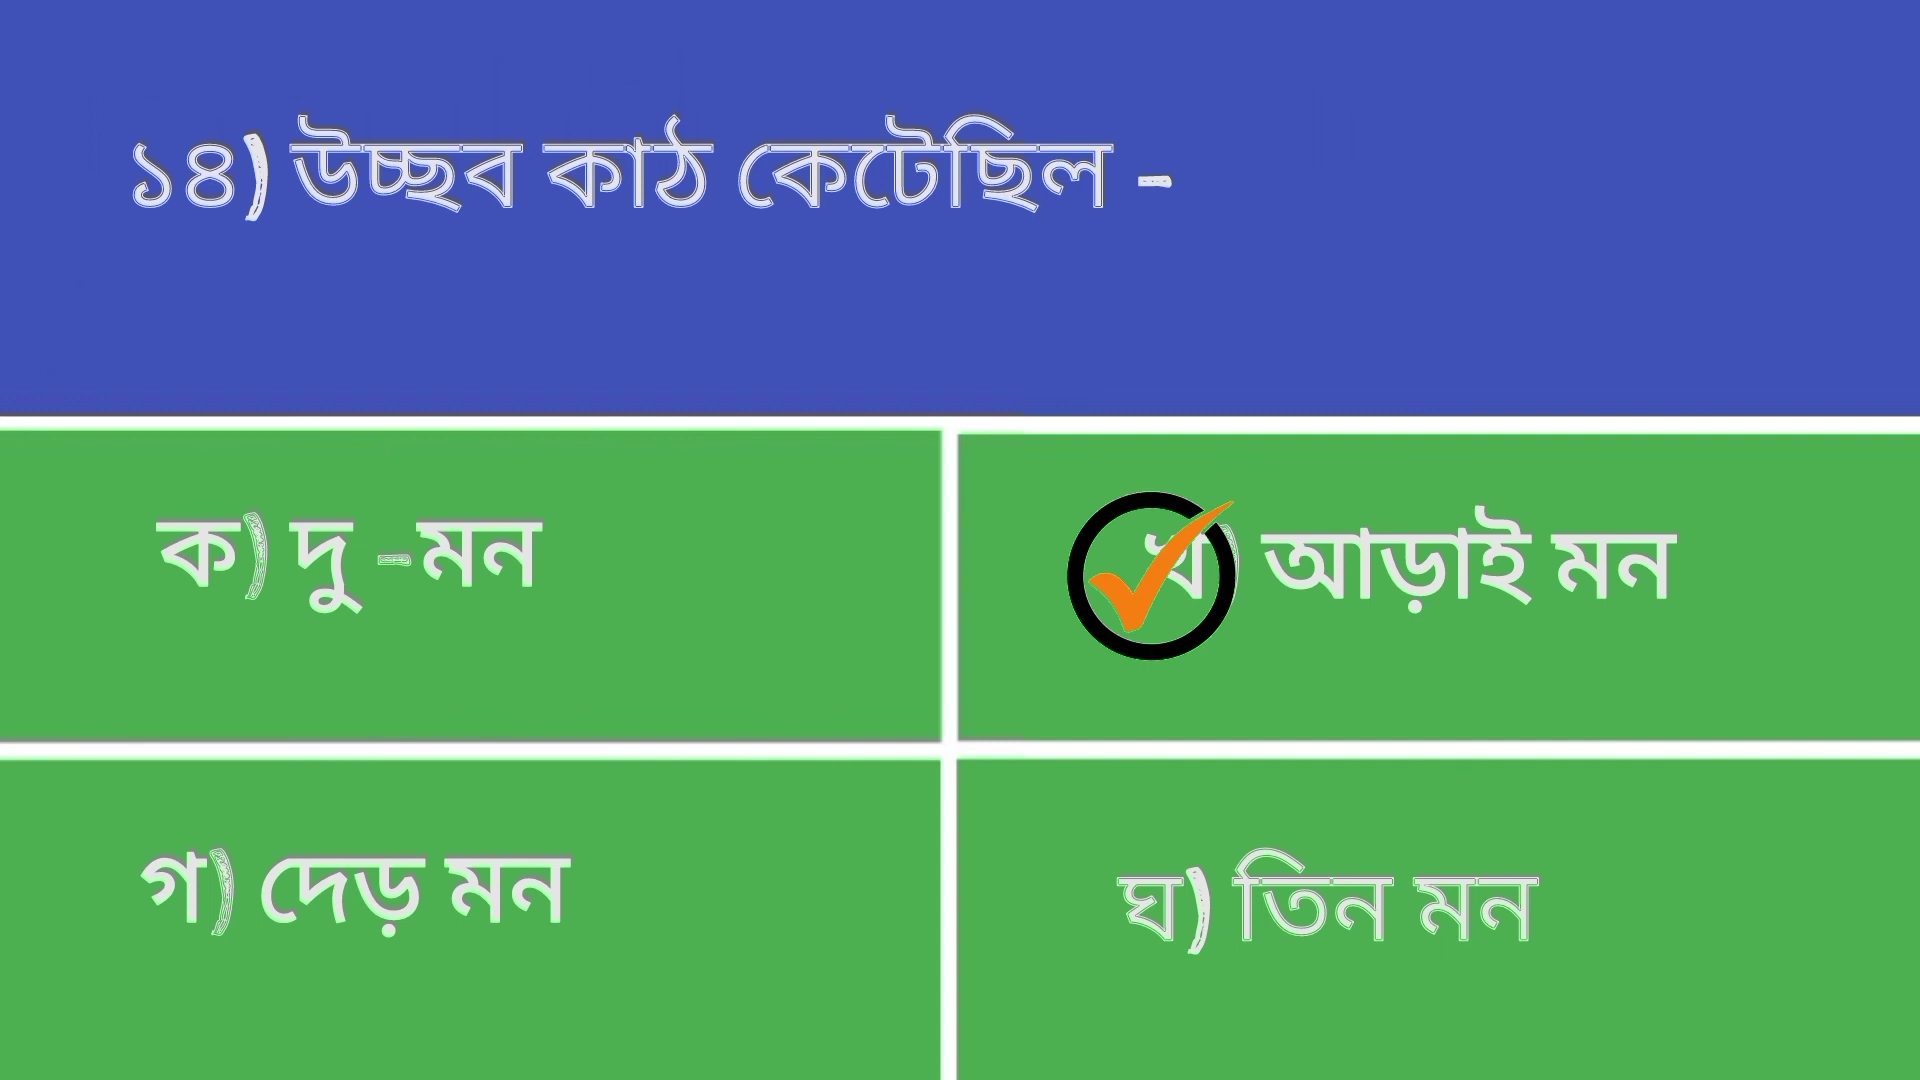 ১৪) উচ্ছব কাঠ কেটেছিল -
ক) দু -মন
খ) আড়াই মন
গ) দেড় মন
ঘ) তিন মন